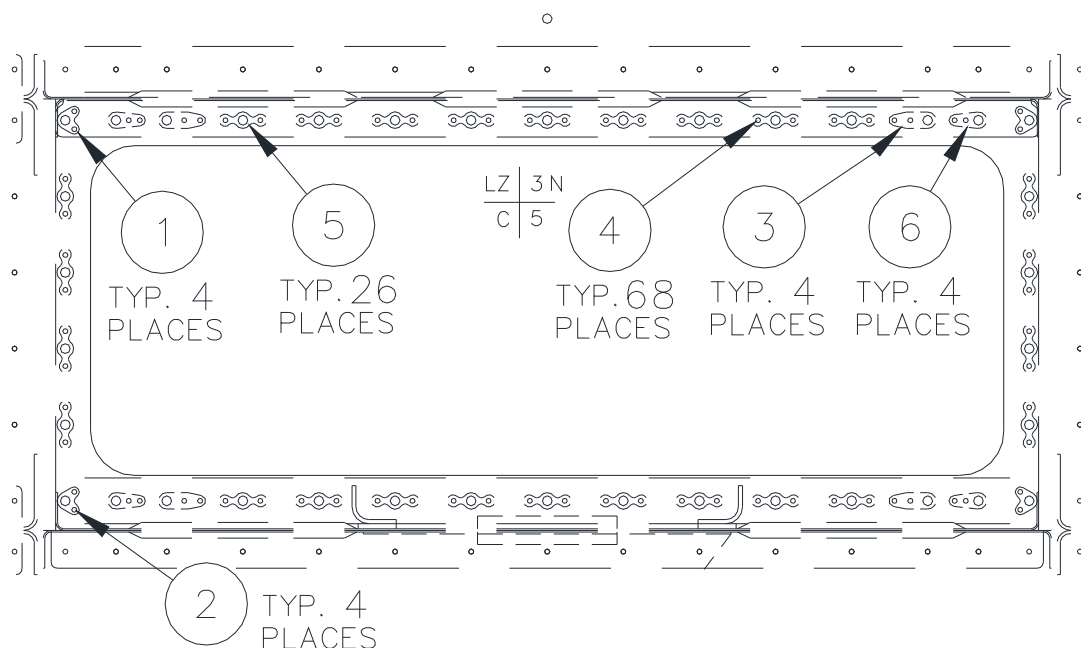 LZ 3N
C 5
1
TYP. 4
PLACES
5
TYP. 26
PLACES
4
TYP. 68
PLACES
3
TYP. 4
PLACES
6
TYP. 4
PLACES
2
TYP. 4
PLACES